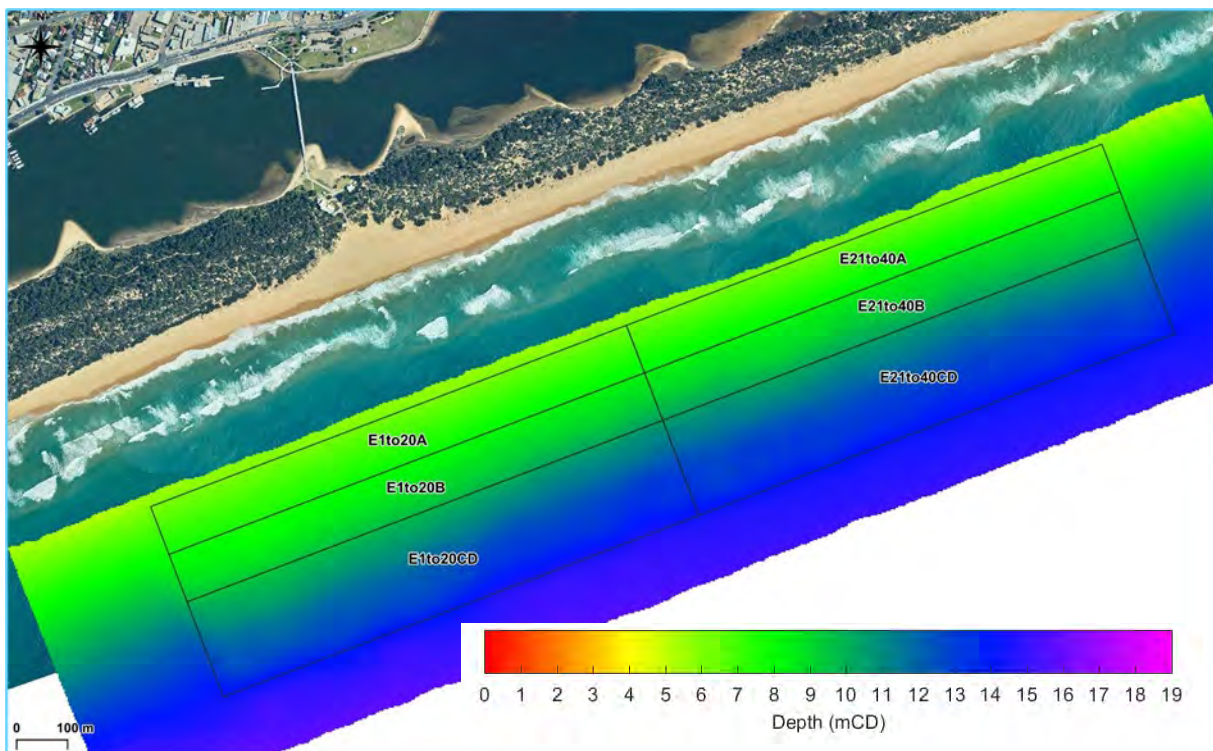 N
E21to40A
E21to40B
E21to40CD
E1to20A
E1to20B
E1to20CD
0 1 2 3 4 5 6 7 8 9 10 11 12 13 14 15 16 17 18 19
Depth (mCD)
0 100 m